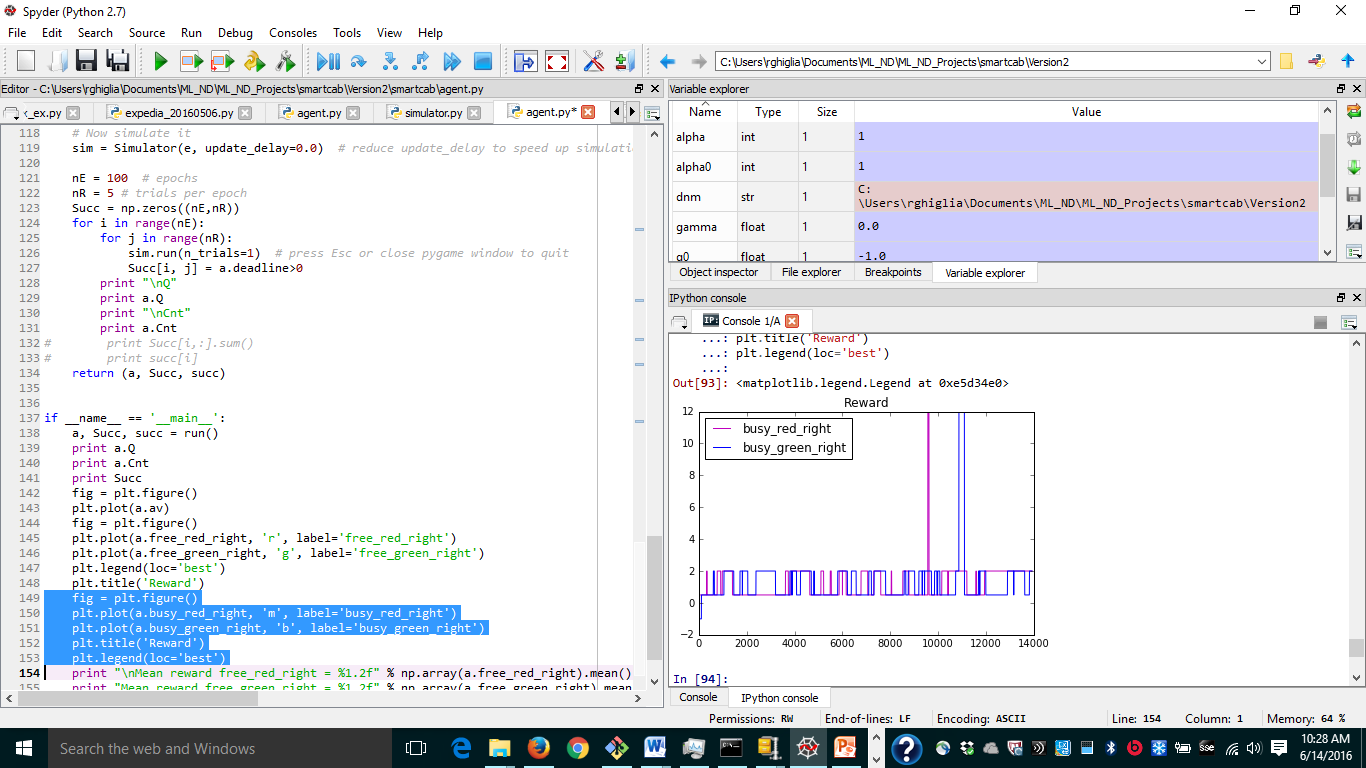 Spyder (Python 2.7)
File Edit Search Source Run Debug Consoles Tools View Help
C:\Users\rghiglia\Documents\ML_ND\ML_ND_Projects\smartcab\Version2
Editor - C:\Users\rghiglia\Documents\ML_ND\ML_ND_Projects\smartcab\Version2\smartcab\agent.py
_ex.py expedia_20160506.py agent.py simulator.py agent.py*
118 # Now simulate it
119 sim = Simulator(e, update_delay=0.0) # reduce update_delay to speed up simulati
120
121 nE = 100 # epochs
122 nR = 5 # trials per epoch
123 Succ = np.zeros((nE,nR))
124 for i in range(nE):
125 for j in range(nR):
126 sim.run(n_trials=1) # press Esc or close pygame window to quit
127 Succ[i, j] = a.deadline>0
128 print "\nQ"
129 print a.Q
130 print "\nCnt"
131 print a.Cnt
132 # print Succ[i,:].sum()
133 # print succ[i]
134 return (a, Succ, succ)
135
136
137 if __name__ == '__main__':
138 a, Succ, succ = run()
139 print a.Q
140 print a.Cnt
141 print Succ
142 fig = plt.figure()
143 plt.plot(a.av)
144 fig = plt.figure()
145 plt.plot(a.free_red_right, 'r', label='free_red_right')
146 plt.plot(a.free_green_right, 'g', label='free_green_right')
147 plt.legend(loc='best')
148 plt.title('Reward')
149 fig = plt.figure()
150 plt.plot(a.busy_red_right, 'm', label='busy_red_right')
151 plt.plot(a.busy_green_right, 'b', label='busy_green_right')
152 plt.title('Reward')
153 plt.legend(loc='best')
154 print "\nMean reward free_red_right = %1.2f" % np.array(a.free_red_right).mean()
155 print "Mean reward free_green_right = %1.2f" % np.array(a.free_green_right).mean
Variable explorer
Name Type Size Value
alpha int 1 1
alpha0 int 1 1
dnm str 1 C:
\Users\rghiglia\Documents\ML_ND\ML_ND_Projects\smartcab\Version2
gamma float 1 0.0
float 1 -1.0
Object inspector File explorer Breakpoints Variable explorer
IPython console
IP: Console 1/A
...: plt.title('Reward')
...: plt.legend(loc='best')
...:
Out[93]: <matplotlib.legend.Legend at 0xe5d34e0>
Reward
busy_red_right
busy_green_right
12
10
8
6
4
2
0
−2
0 2000 4000 6000 8000 10000 12000 14000
In [94]:
Console IPython console
Permissions: RW End-of-lines: LF Encoding: ASCII Line: 154 Column: 1 Memory: 64 %
Search the web and Windows
10:28 AM
6/14/2016